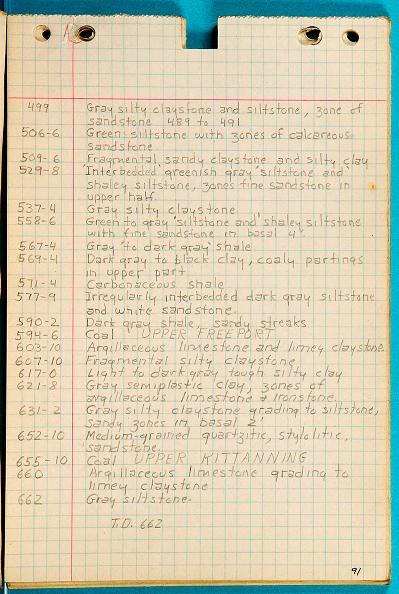 499 Gray silty claystone and siltstone, zone of
sandstone 489 to 491
506-6 Green siltstone with zones of calcareous
sandstone
509-6 Fragmental, sandy claystone and silty clay
529-8 Interbedded greenish gray siltstone and
shaley siltstone, zones fine sandstone in
upper half.
537-4 Gray silty claystone
558-6 Green to gray siltstone and shaley siltstone
with fine sandstone in basal 4'
567-4 Gray to dark gray shale
569-4 Dark gray to black clay, coaly partings
in upper part
571-4 Carbonaceous shale
577-9 Irregularly interbedded dark gray siltstone
and white sandstone.
590-2 Dark gray shale, sandy streaks
594-6 Coal UPPER FREEPORT
603-10 Argillaceous limestone and limey claystone.
607-10 Fragmental silty claystone
617-0 Light to dark gray tough silty clay
621-8 Gray semiplastic clay, zones of
argillaceous limestone & ironstone.
631-2 Gray silty claystone grading to siltstone,
sandy zones in basal 2'
652-10 Medium-grained quartzitic, stylolitic,
sandstone.
655-10 Coal UPPER KITTANNING
660 Argillaceous limestone grading to
limey claystone
662 Gray siltstone.
T.D. 662
91